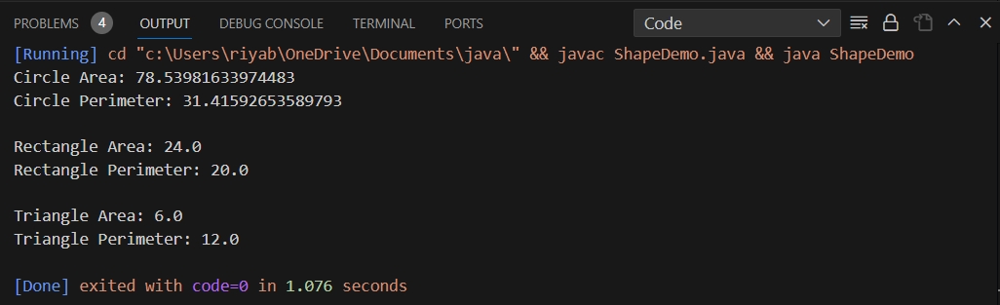 PROBLEMS 4 OUTPUT DEBUG CONSOLE TERMINAL PORTS Code
[Running] cd "c:\Users\riyab\OneDrive\Documents\java\" && javac ShapeDemo.java && java ShapeDemo
Circle Area: 78.53981633974483
Circle Perimeter: 31.41592653589793
Rectangle Area: 24.0
Rectangle Perimeter: 20.0
Triangle Area: 6.0
Triangle Perimeter: 12.0
[Done] exited with code=0 in 1.076 seconds